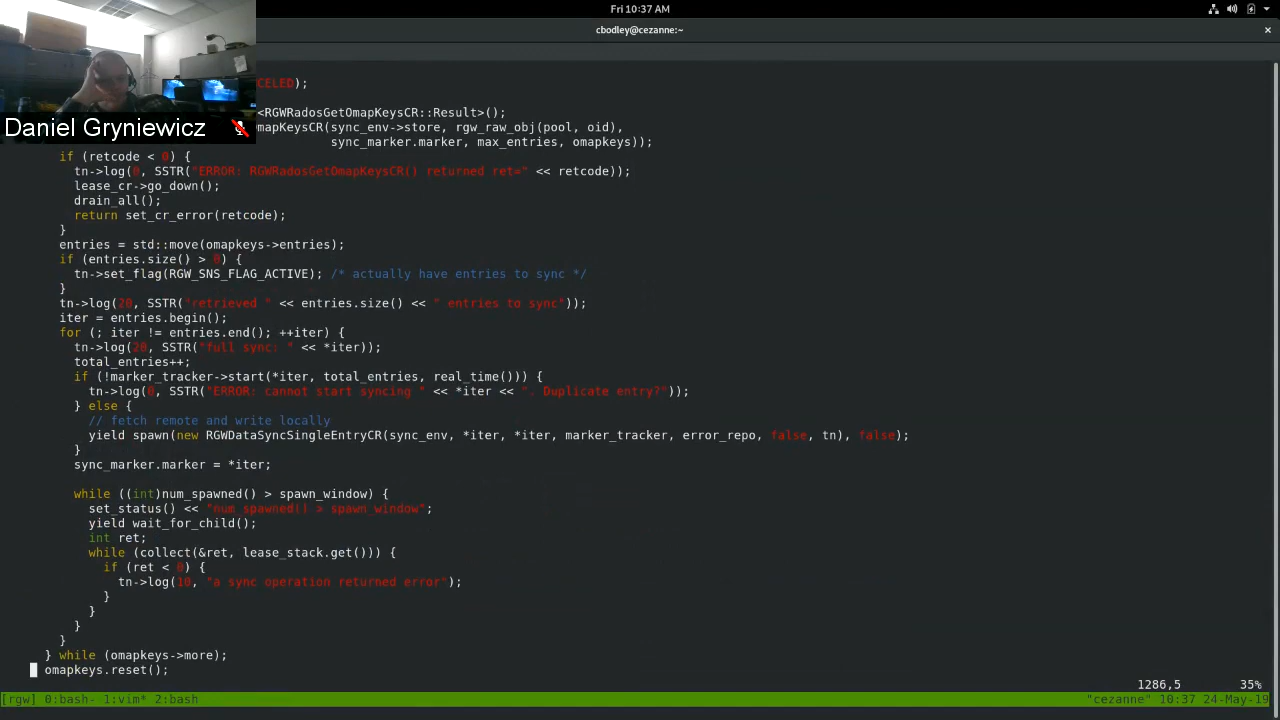 Fri 10:37 AM
cbodley@cezanne:~
Daniel Gryniewicz
CELED);
<RGWRadosGetOmapKeysCR::Result>();
omapKeysCR(sync_env->store, rgw_raw_obj(pool, oid),
sync_marker.marker, max_entries, omapkeys));
if (retcode < 0) {
tn->log(0, SSTR("ERROR: RGWRadosGetOmapKeysCR() returned ret=" << retcode));
lease_cr->go_down();
drain_all();
return set_cr_error(retcode);
}
entries = std::move(omapkeys->entries);
if (entries.size() > 0) {
tn->set_flag(RGW_SNS_FLAG_ACTIVE); /* actually have entries to sync */
}
tn->log(20, SSTR("retrieved " << entries.size() << " entries to sync"));
iter = entries.begin();
for (; iter != entries.end(); ++iter) {
tn->log(20, SSTR("full sync: " << *iter));
total_entries++;
if (!marker_tracker->start(*iter, total_entries, real_time())) {
tn->log(0, SSTR("ERROR: cannot start syncing " << *iter << ". Duplicate entry?"));
} else {
// fetch remote and write locally
yield spawn(new RGWDataSyncSingleEntryCR(sync_env, *iter, *iter, marker_tracker, error_repo, false, tn), false);
}
sync_marker.marker = *iter;
while ((int)num_spawned() > spawn_window) {
set_status() << "num_spawned() > spawn_window";
yield wait_for_child();
int ret;
while (collect(&ret, lease_stack.get())) {
if (ret < 0) {
tn->log(10, "a sync operation returned error");
}
}
}
}
} while (omapkeys->more);
omapkeys.reset();
1286,5 35%
[rgw] 0:bash- 1:vim* 2:bash "cezanne" 10:37 24-May-19